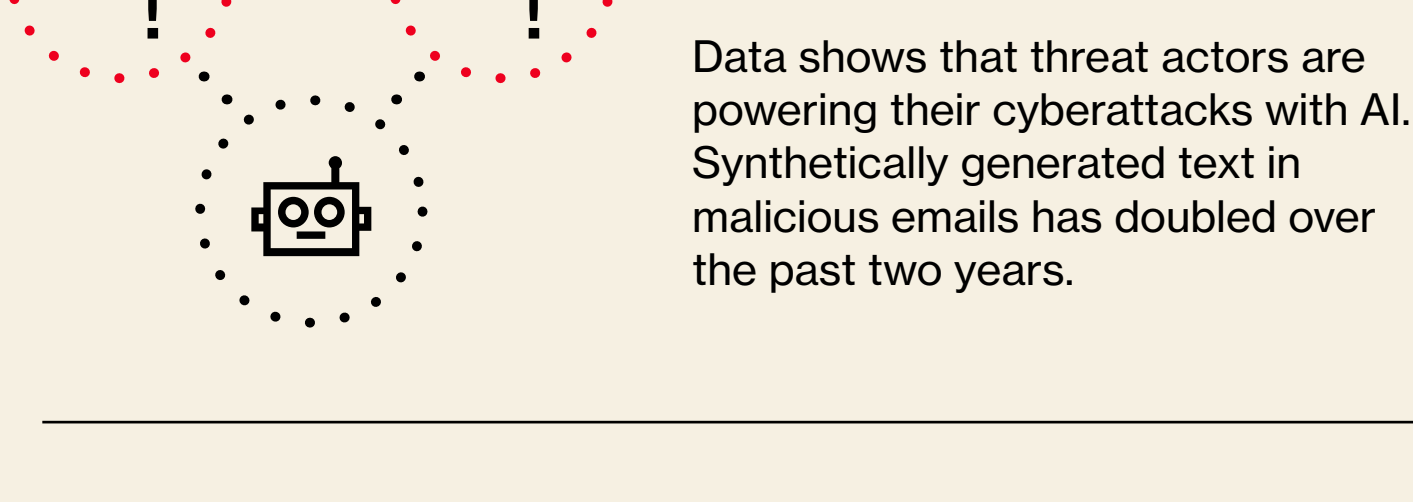 !
!
Data shows that threat actors are
powering their cyberattacks with AI.
Synthetically generated text in
malicious emails has doubled over
the past two years.